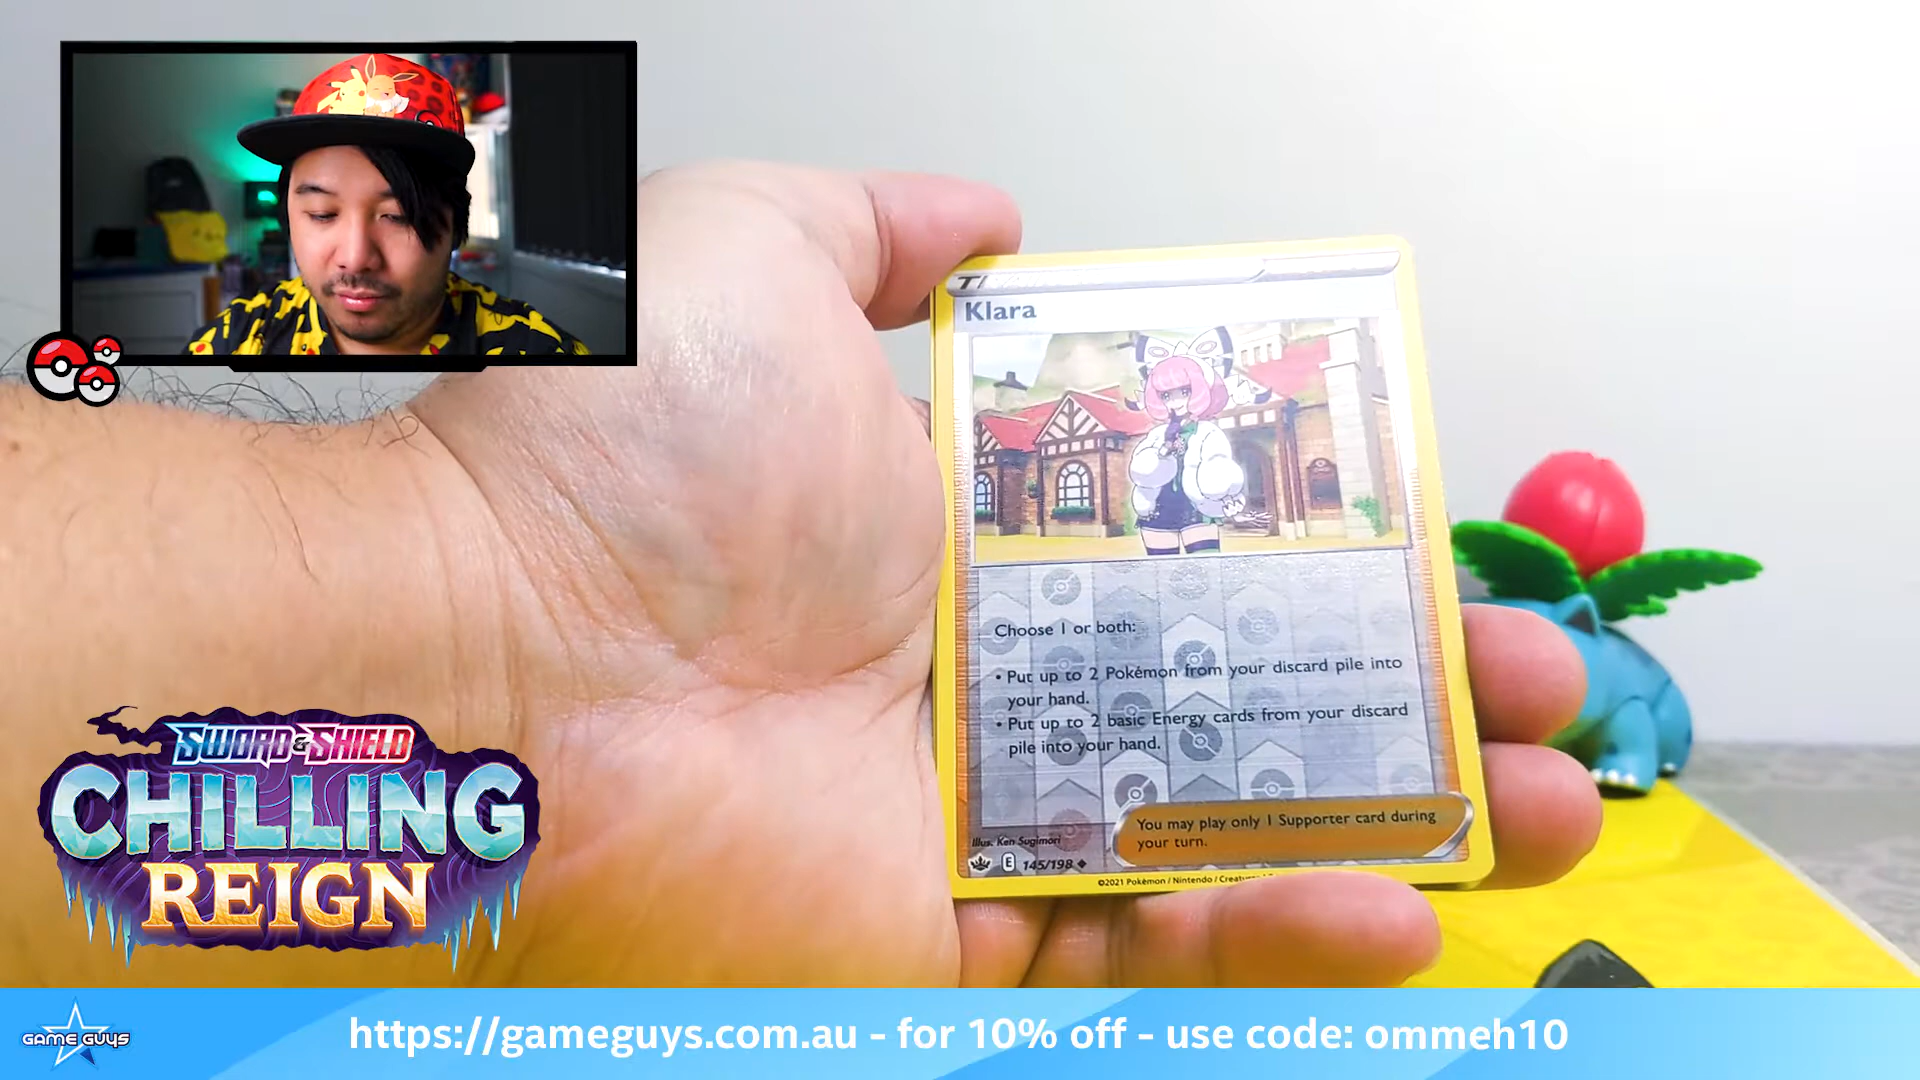 Klara
Choose 1 or both:
• Put up to 2 Pokémon from your discard pile into
your hand.
• Put up to 2 basic Energy cards from your discard
pile into your hand.
You may play only 1 Supporter card during
your turn.
Illus. Ken Sugimori
E 145/198
©2021 Pokémon / Nintendo /
SWORD & SHIELD
CHILLING
REIGN
GAME GUYS
https://gameguys.com.au - for 10% off - use code: ommeh10